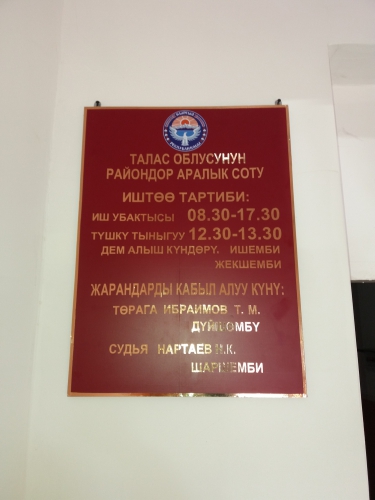 ТАЛАС ОБЛУСУНУН
РАЙОНДОР АРАЛЫК СОТУ
ИШТӨӨ ТАРТИБИ:
ИШ УБАКТЫСЫ 08.30-17.30
ТҮШКҮ ТЫНЫГУУ 12.30-13.30
ДЕМ АЛЫШ КҮНДӨРҮ. ИШЕМБИ
ЖЕКШЕМБИ
ЖАРАНДАРДЫ КАБЫЛ АЛУУ КҮНҮ:
ТӨРАГА ИБРАИМОВ Т. М.
ДҮЙШӨМБҮ
СУДЬЯ НАРТАЕВ К.
ШАРШЕМБИ